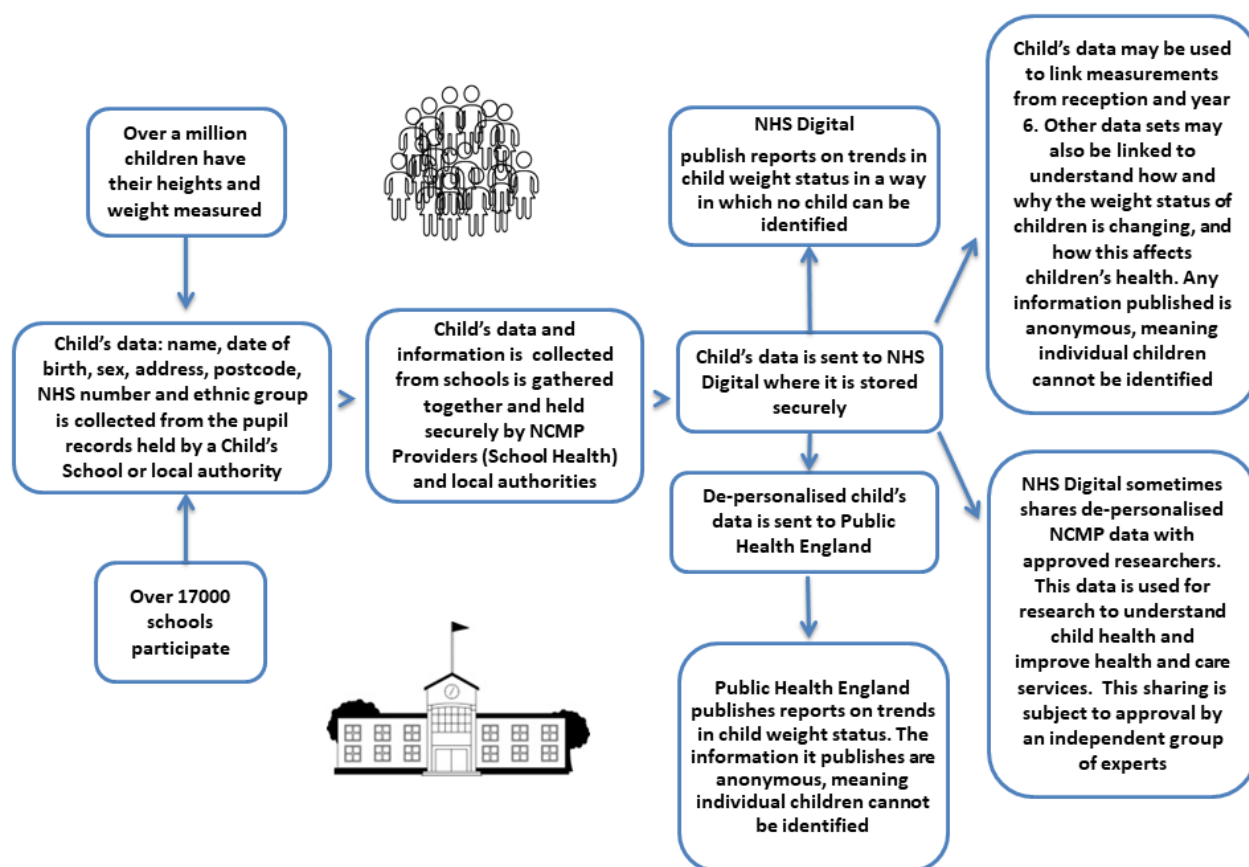 Over a million
children have
their heights and
weight measured
Child's data: name, date of
birth, sex, address, postcode,
NHS number and ethnic group
is collected from the pupil
records held by a Child's
School or local authority
Over 17000
schools
participate
Child's data and
information is  collected
from schools is gathered
together and held
securely by NCMP
Providers (School Health)
and local authorities
NHS Digital
publish reports on trends in
child weight status in a way
in which no child can be
identified
Child's data is sent to NHS
Digital where it is stored
securely
De-personalised child's
data is sent to Public
Health England
Public Health England
publishes reports on trends
in child weight status. The
information it publishes are
anonymous, meaning
individual children cannot
be identified
Child's data may be used
to link measurements
from reception and year
6. Other data sets may
also be linked to
understand how and
why the weight status of
children is changing, and
how this affects
children's health. Any
information published is
anonymous, meaning
individual children
cannot be identified
NHS Digital sometimes
shares de-personalised
NCMP data with
approved researchers.
This data is used for
research to understand
child health and
improve health and care
services.  This sharing is
subject to approval by
an independent group
of experts